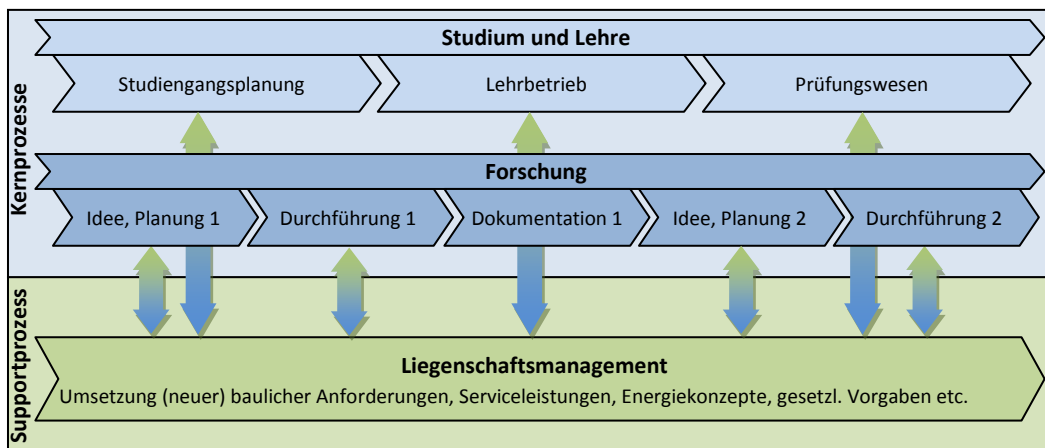 Kernprozesse
Studium und Lehre
Studiengangsplanung
Lehrbetrieb
Prüfungswesen
Forschung
Idee, Planung 1
Durchführung 1
Dokumentation 1
Idee, Planung 2
Durchführung 2
Supportprozess
Liegenschaftsmanagement
Umsetzung (neuer) baulicher Anforderungen, Serviceleistungen, Energiekonzepte, gesetzl. Vorgaben etc.